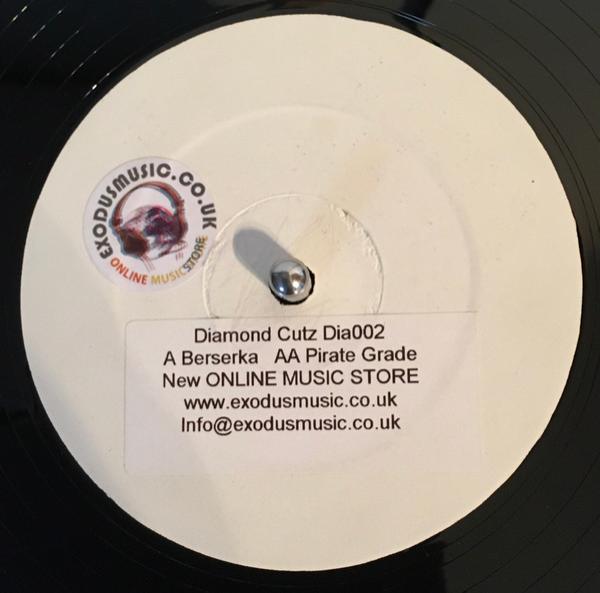 EXODUSMUSIC.CO.UK
ONLINE MUSIC STORE
Diamond Cutz Dia002
A Berserka AA Pirate Grade
New ONLINE MUSIC STORE
www.exodusmusic.co.uk
Info@exodusmusic.co.uk